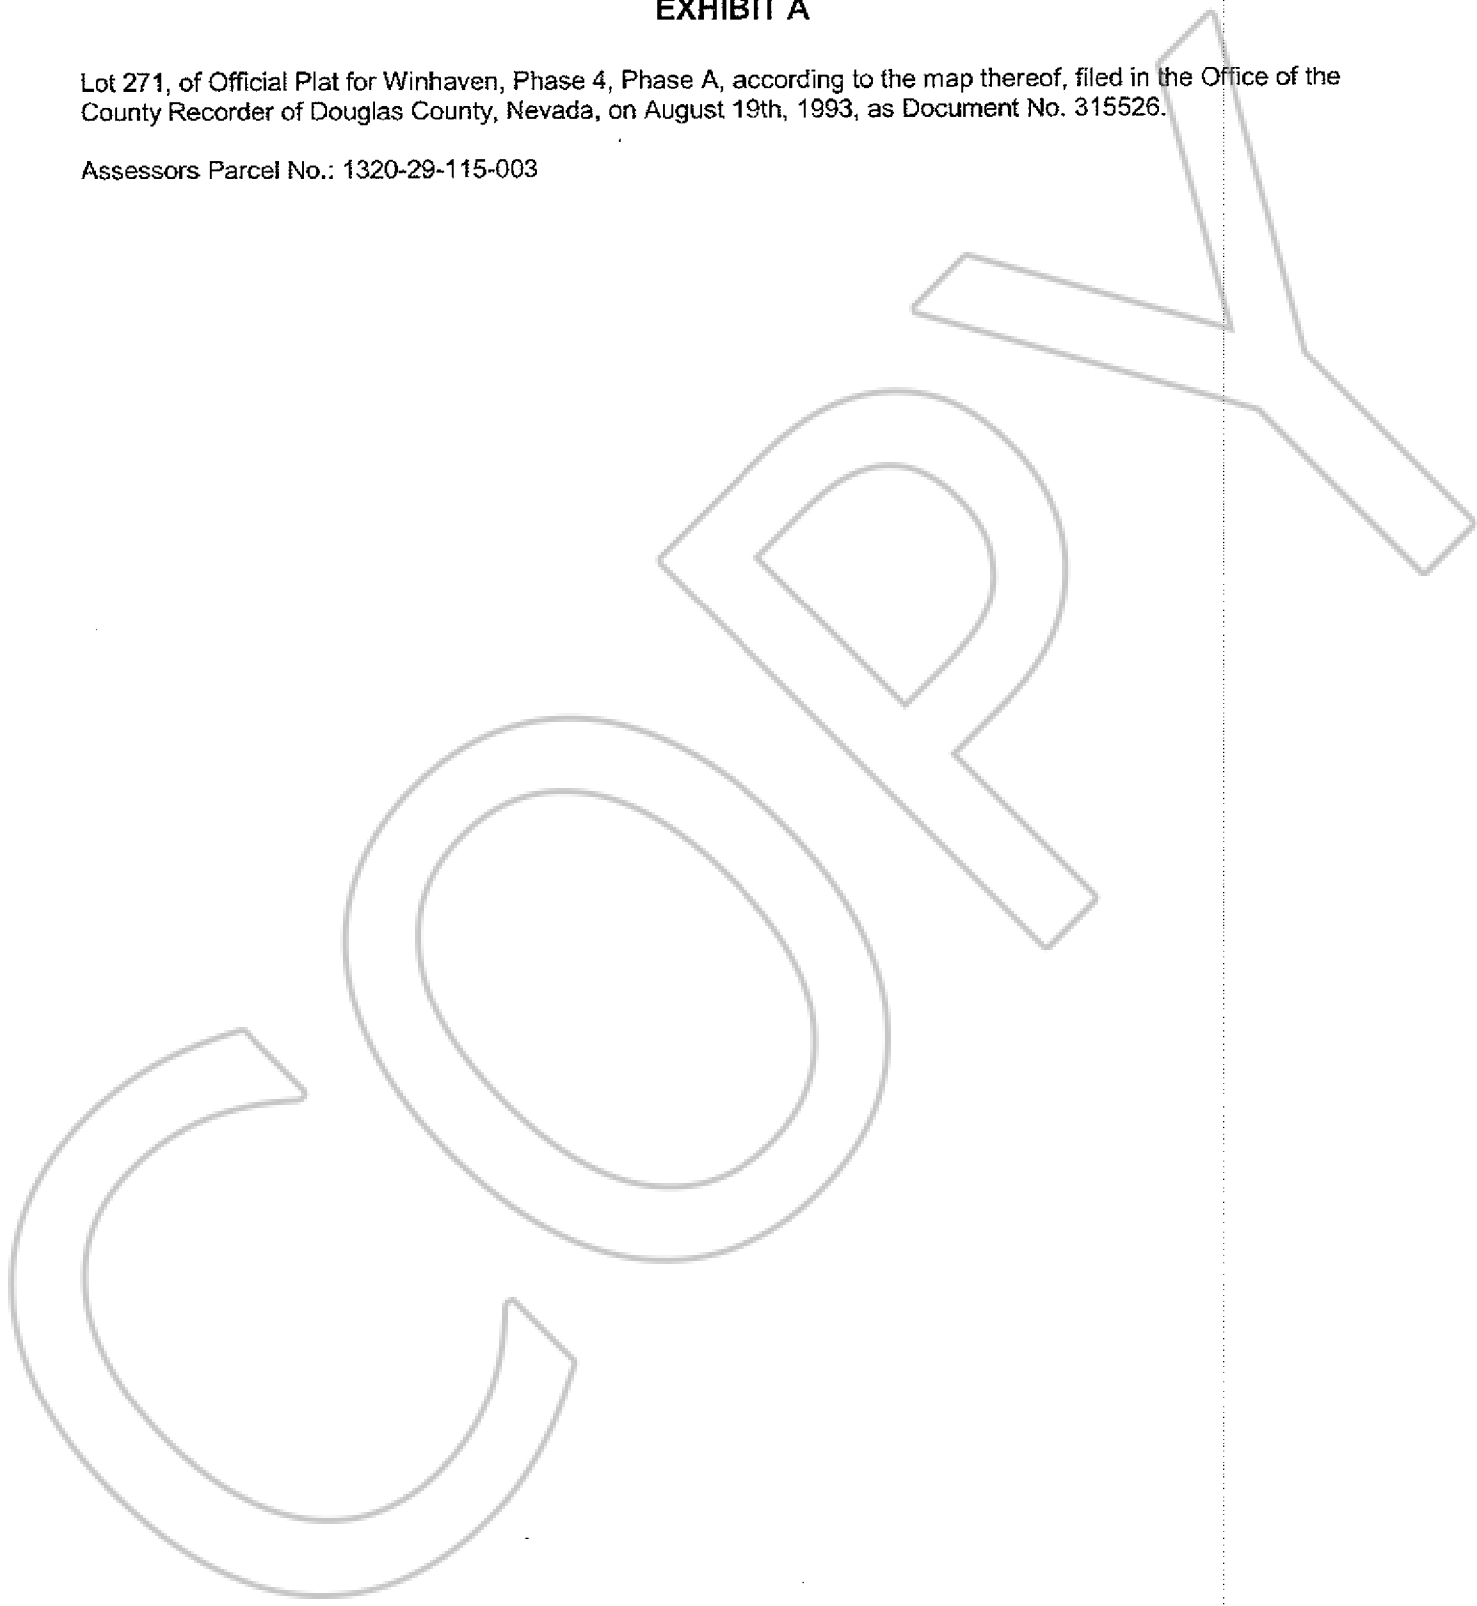 EXHIBIT A
Lot 271, of Official Plat for Winhaven, Phase 4, Phase A, according to the map thereof, filed in the Office of the
County Recorder of Douglas County, Nevada, on August 19th, 1993, as Document No. 315526.
Assessors Parcel No.: 1320-29-115-003
COPY